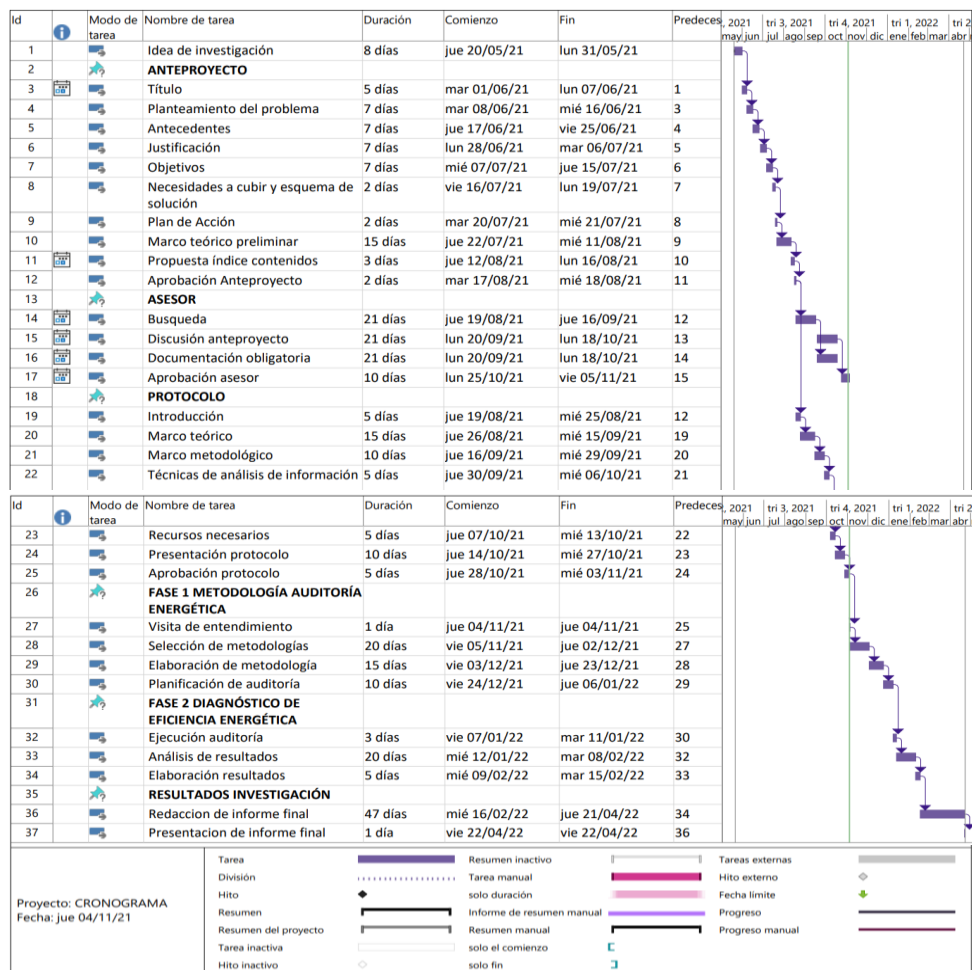 Id Modo de tarea Nombre de tarea Duración Comienzo Fin Predeces , 2021 tri 3, 2021 tri 4, 2021 tri 1, 2022 tri 2
may jun jul ago sep oct nov dic ene feb mar abr
1 Idea de investigación 8 días jue 20/05/21 lun 31/05/21
2 ANTEPROYECTO
3 Título 5 días mar 01/06/21 lun 07/06/21 1
4 Planteamiento del problema 7 días mar 08/06/21 mié 16/06/21 3
5 Antecedentes 7 días jue 17/06/21 vie 25/06/21 4
6 Justificación 7 días lun 28/06/21 mar 06/07/21 5
7 Objetivos 7 días mié 07/07/21 jue 15/07/21 6
8 Necesidades a cubir y esquema de solución 2 días vie 16/07/21 lun 19/07/21 7
9 Plan de Acción 2 días mar 20/07/21 mié 21/07/21 8
10 Marco teórico preliminar 15 días jue 22/07/21 mié 11/08/21 9
11 Propuesta índice contenidos 3 días jue 12/08/21 lun 16/08/21 10
12 Aprobación Anteproyecto 2 días mar 17/08/21 mié 18/08/21 11
13 ASESOR
14 Busqueda 21 días jue 19/08/21 jue 16/09/21 12
15 Discusión anteproyecto 21 días lun 20/09/21 lun 18/10/21 13
16 Documentación obligatoria 21 días lun 20/09/21 lun 18/10/21 14
17 Aprobación asesor 10 días lun 25/10/21 vie 05/11/21 15
18 PROTOCOLO
19 Introducción 5 días jue 19/08/21 mié 25/08/21 12
20 Marco teórico 15 días jue 26/08/21 mié 15/09/21 19
21 Marco metodológico 10 días jue 16/09/21 mié 29/09/21 20
22 Técnicas de análisis de información 5 días jue 30/09/21 mié 06/10/21 21
Id Modo de tarea Nombre de tarea Duración Comienzo Fin Predeces , 2021 tri 3, 2021 tri 4, 2021 tri 1, 2022 tri 2
may jun jul ago sep oct nov dic ene feb mar abr
23 Recursos necesarios 5 días jue 07/10/21 mié 13/10/21 22
24 Presentación protocolo 10 días jue 14/10/21 mié 27/10/21 23
25 Aprobación protocolo 5 días jue 28/10/21 mié 03/11/21 24
26 FASE 1 METODOLOGÍA AUDITORÍA ENERGÉTICA
27 Visita de entendimiento 1 día jue 04/11/21 jue 04/11/21 25
28 Selección de metodologías 20 días vie 05/11/21 jue 02/12/21 27
29 Elaboración de metodología 15 días vie 03/12/21 jue 23/12/21 28
30 Planificación de auditoría 10 días vie 24/12/21 jue 06/01/22 29
31 FASE 2 DIAGNÓSTICO DE EFICIENCIA ENERGÉTICA
32 Ejecución auditoría 3 días vie 07/01/22 mar 11/01/22 30
33 Análisis de resultados 20 días mié 12/01/22 mar 08/02/22 32
34 Elaboración resultados 5 días mié 09/02/22 mar 15/02/22 33
35 RESULTADOS INVESTIGACIÓN
36 Redaccion de informe final 47 días mié 16/02/22 jue 21/04/22 34
37 Presentacion de informe final 1 día vie 22/04/22 vie 22/04/22 36
Proyecto: CRONOGRAMA
Fecha: jue 04/11/21
Tarea Resumen inactivo Tareas externas
División Tarea manual Hito externo
Hito solo duración Fecha límite
Resumen Informe de resumen manual Progreso
Resumen del proyecto Resumen manual Progreso manual
Tarea inactiva solo el comienzo
Hito inactivo solo fin